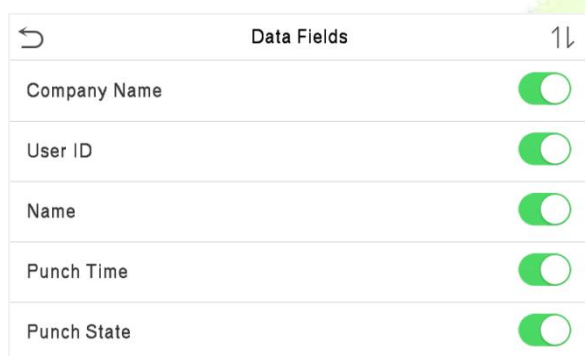 Data Fields
Company Name
User ID
Name
Punch Time
Punch State